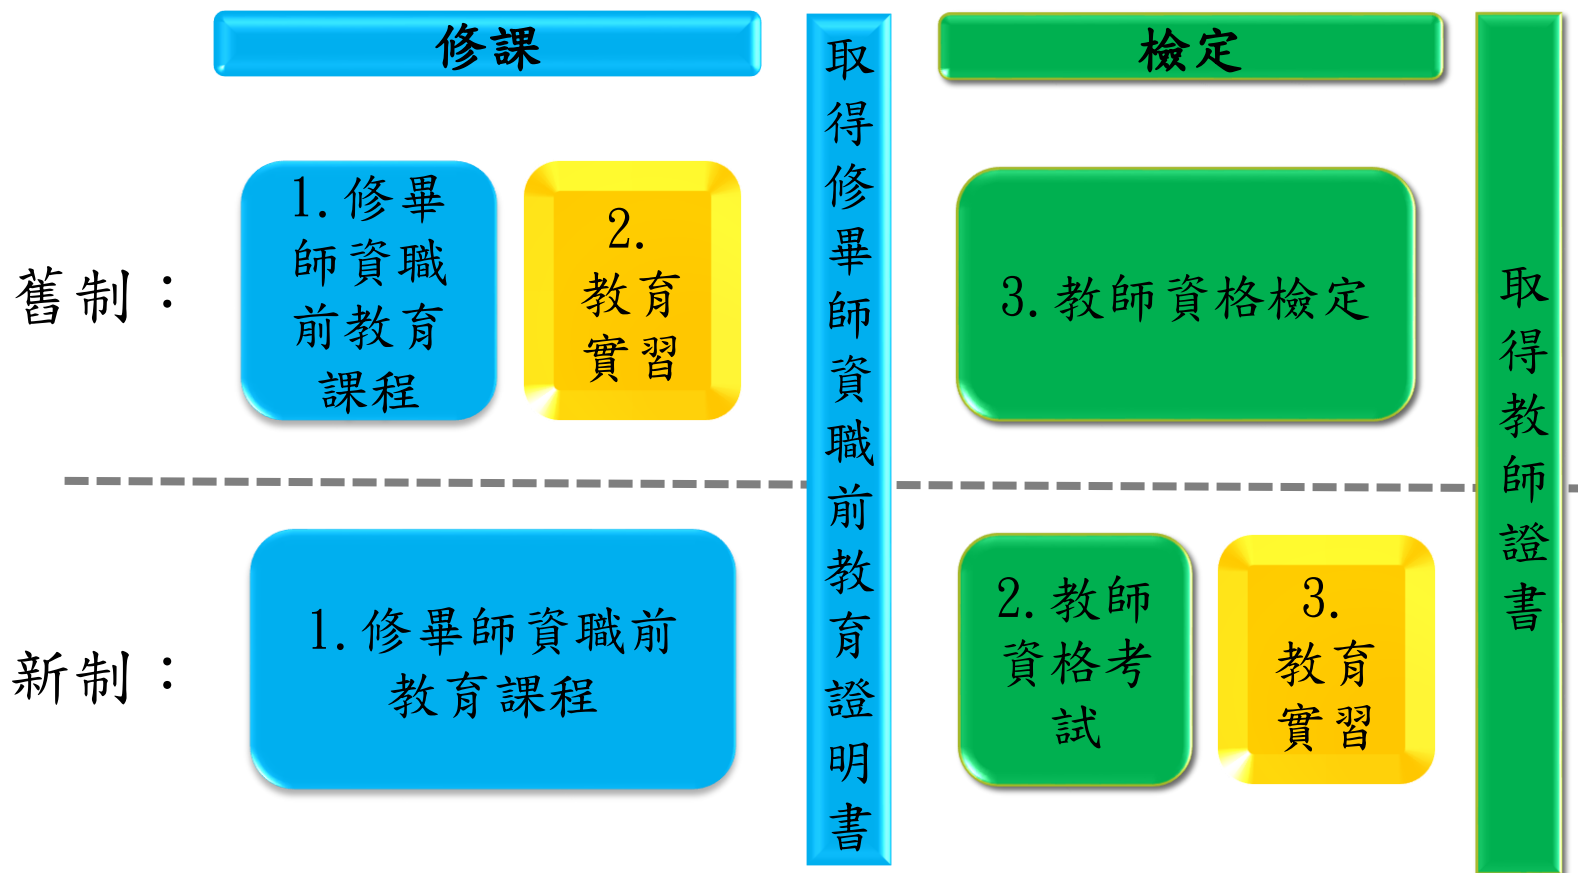 修課
取得修畢師資職前教育證明書
檢定
取得教師證書
舊制：
1.修畢
師資職
前教育
課程
2.
教育
實習
3.教師資格檢定
新制：
1.修畢師資職前
教育課程
2.教師
資格考
試
3.
教育
實習